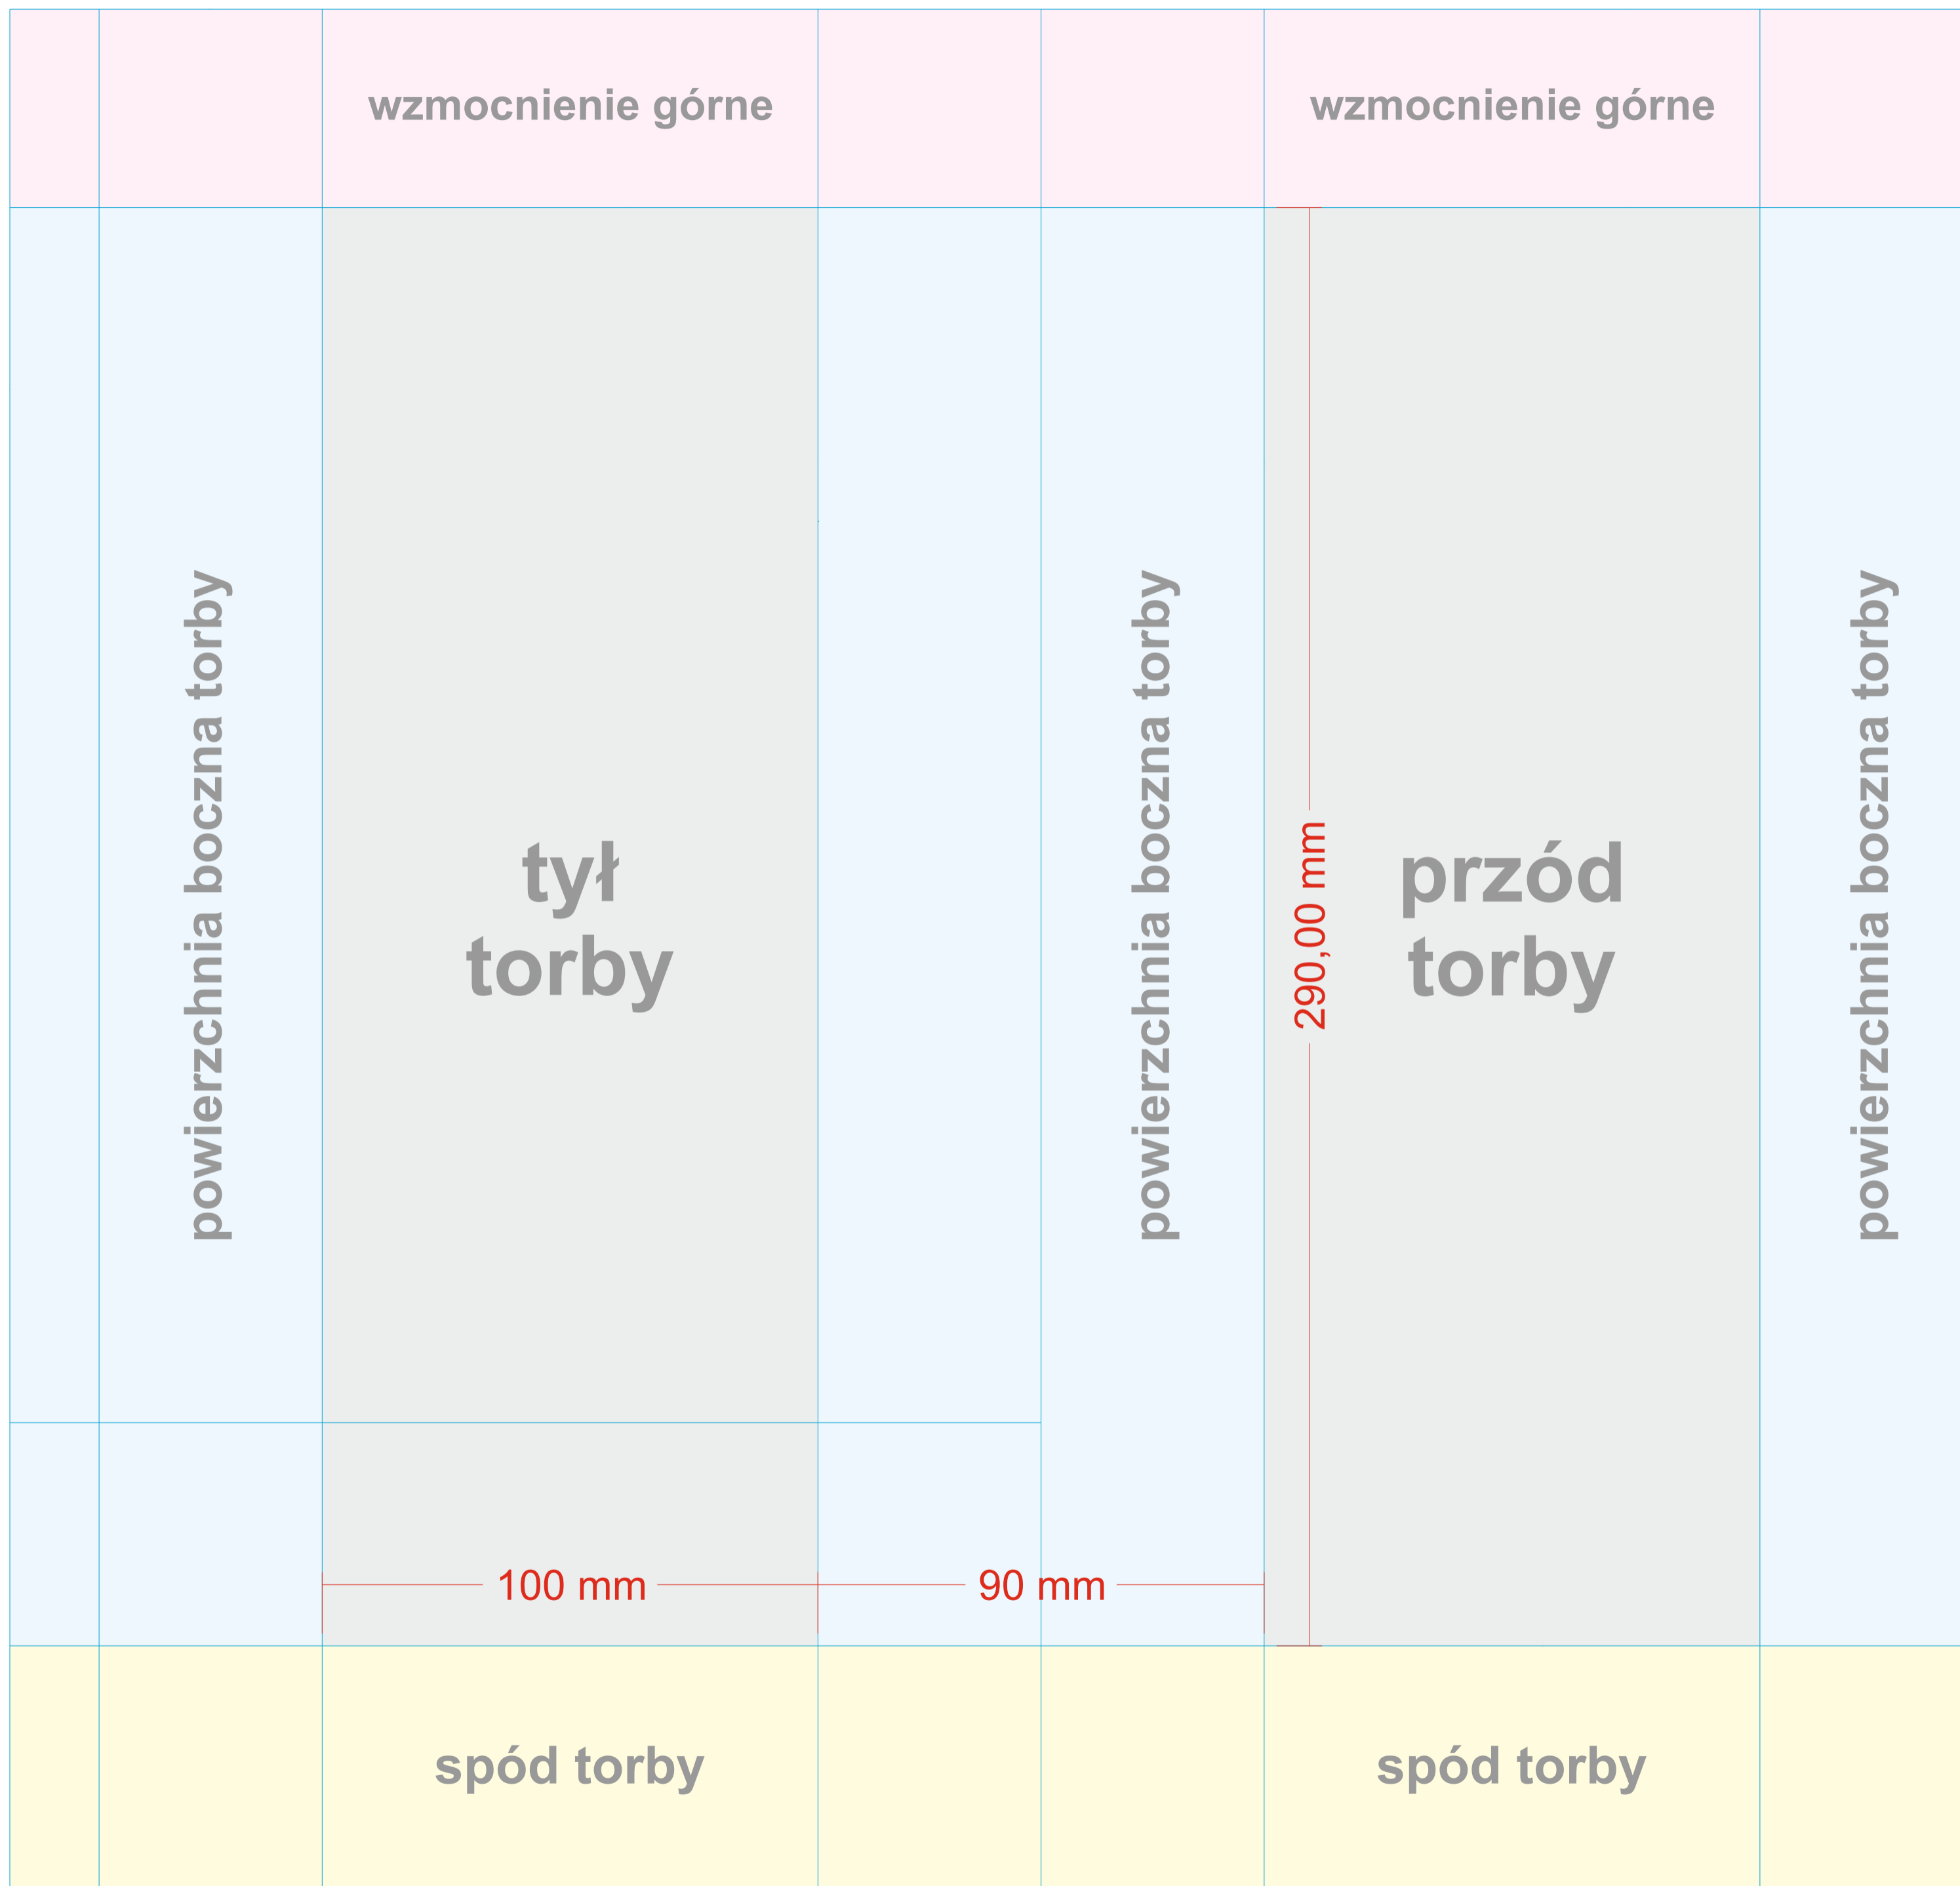 wzmocnienie górne
wzmocnienie górne
powierzchnia boczna torby
tył
torby
powierzchnia boczna torby
290,00 mm
przód
torby
powierzchnia boczna torby
100 mm
90 mm
spód torby
spód torby